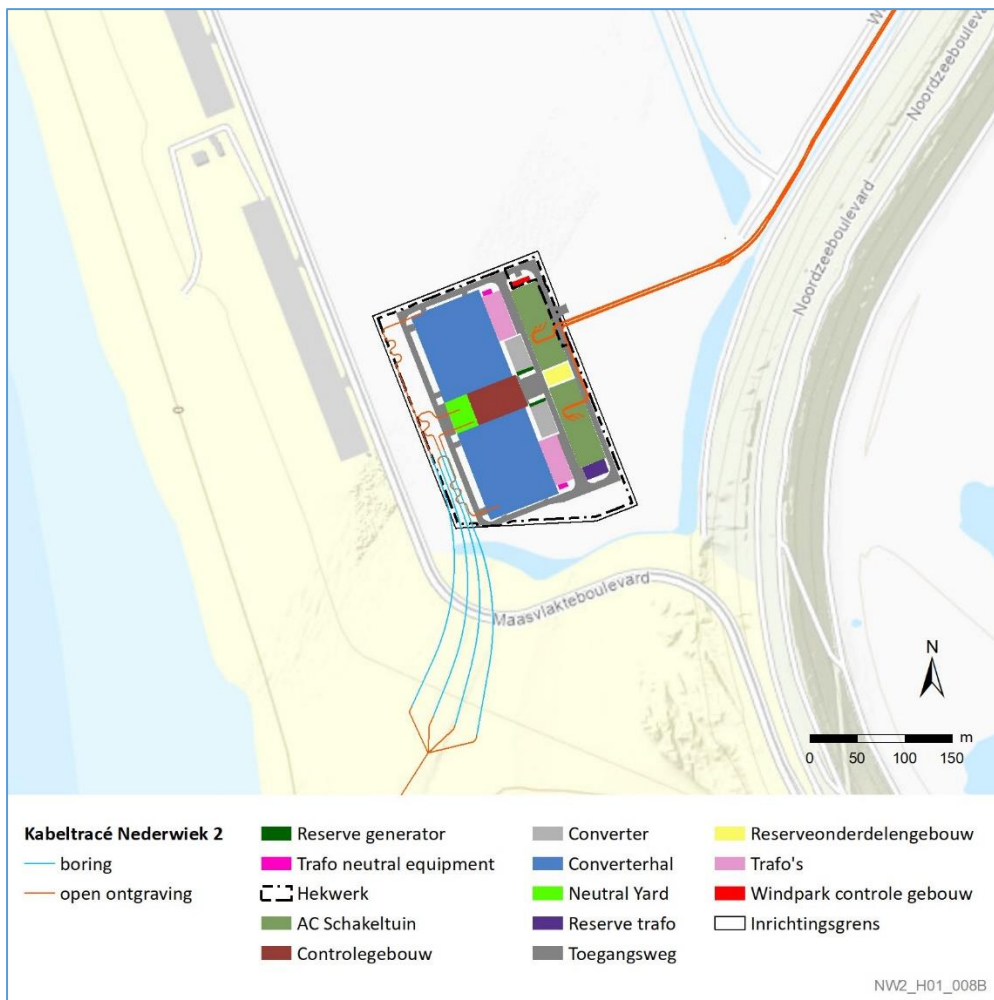 W
Noordzeeboulevard
Noordzeeboulevard
0
Maasvlakteboulevard
N
m
0 50 100 150
Kabeltracé Nederwiek 2
boring
open ontgraving
Reserve generator
Trafo neutral equipment
Hekwerk
AC Schakeltuin
Controlegebouw
Converter
Converterhal
Neutral Yard
Reserve trafo
Toegangsweg
Reserveonderdelengebouw
Trafo's
Windpark controle gebouw
Inrichtingsgrens
NW2_H01_008B